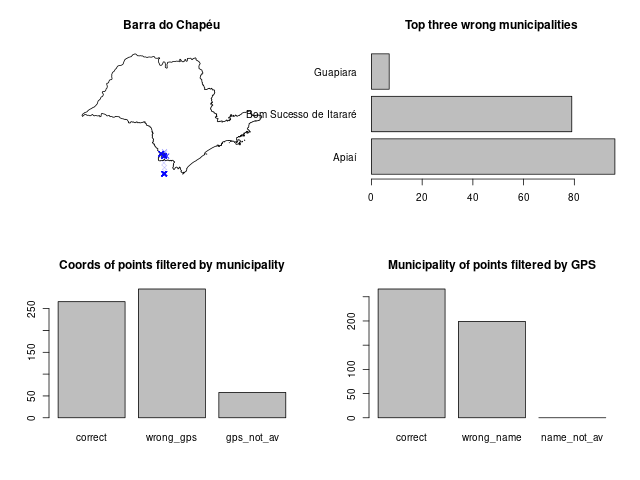 Barra do Chapéu
Top three wrong municipalities
Guapiara
Bom Sucesso de Itararé
Apiaí
0 20 40 60 80
Coords of points filtered by municipality
0 50 150 250
correct wrong_gps gps_not_av
Municipality of points filtered by GPS
0 50 100 200
correct wrong_name name_not_av